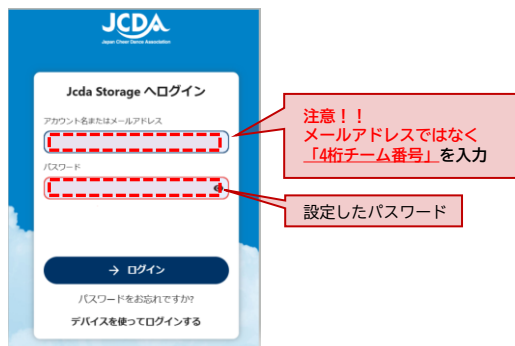 JCDA
Japan Cheer Dance Association
Jcda Storage へログイン
アカウント名またはメールアドレス
パスワード
→ ログイン
パスワードをお忘れですか?
デバイスを使ってログインする
注意！！
メールアドレスではなく
「4桁チーム番号」を入力
設定したパスワード